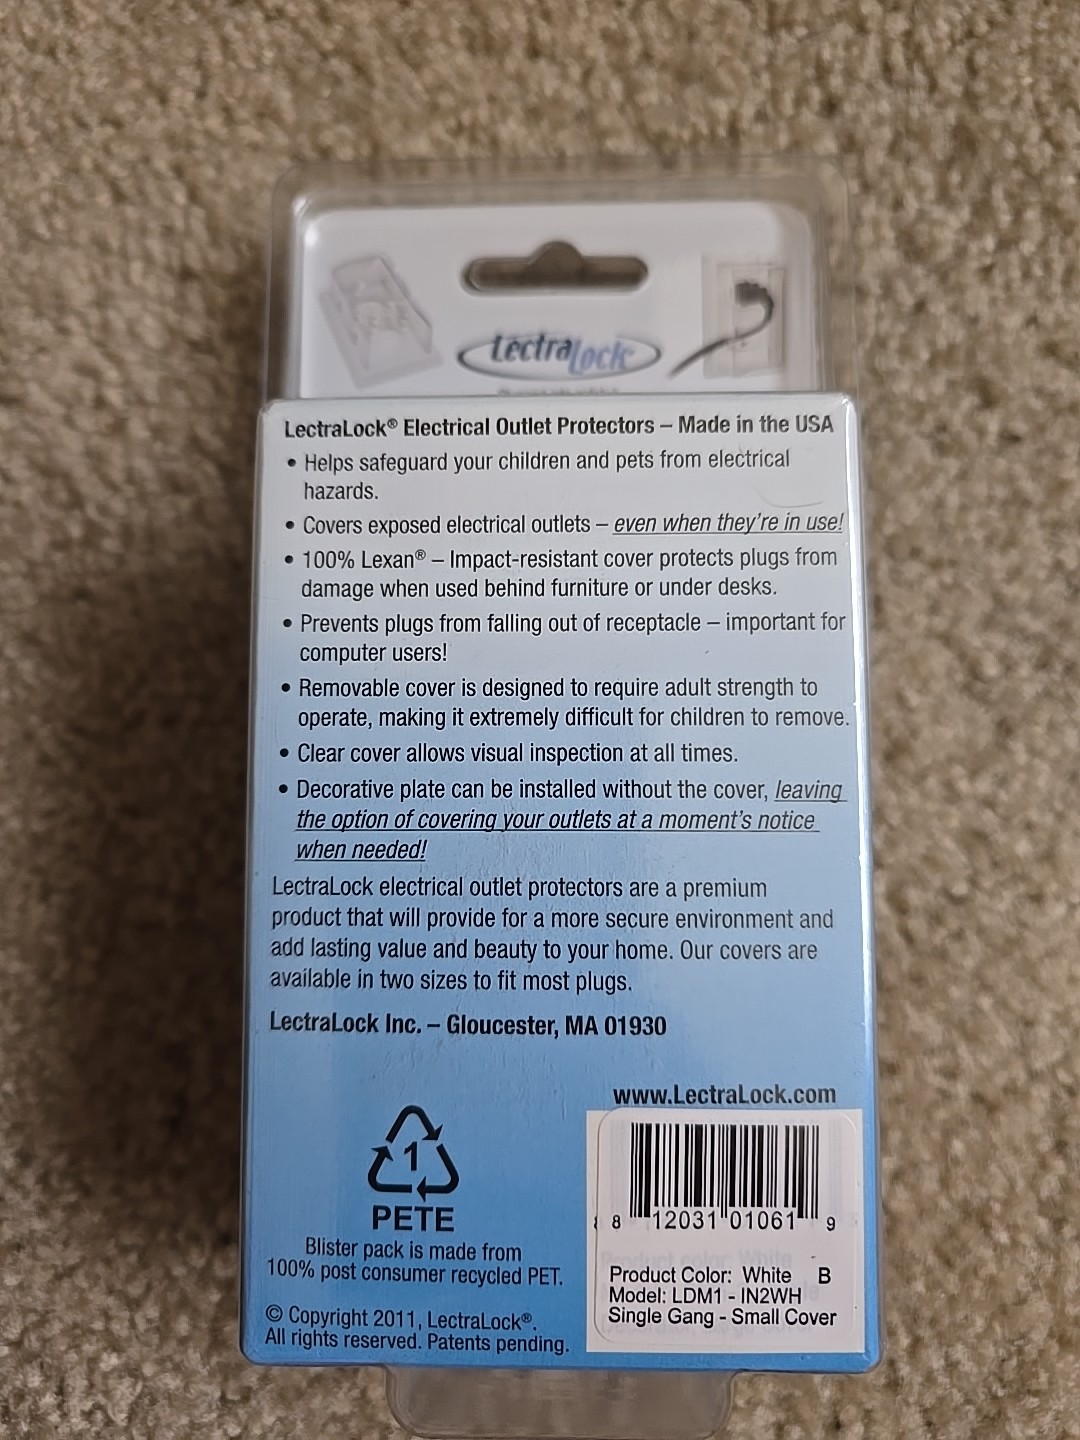 LectraLock
LectraLock® Electrical Outlet Protectors – Made in the USA
• Helps safeguard your children and pets from electrical
hazards.
• Covers exposed electrical outlets – even when they're in use!
• 100% Lexan® – Impact-resistant cover protects plugs from
damage when used behind furniture or under desks.
• Prevents plugs from falling out of receptacle – important for
computer users!
• Removable cover is designed to require adult strength to
operate, making it extremely difficult for children to remove.
• Clear cover allows visual inspection at all times.
• Decorative plate can be installed without the cover, leaving
the option of covering your outlets at a moment's notice
when needed!
LectraLock electrical outlet protectors are a premium
product that will provide for a more secure environment and
add lasting value and beauty to your home. Our covers are
available in two sizes to fit most plugs.
LectraLock Inc. – Gloucester, MA 01930
www.LectraLock.com
1
PETE
Blister pack is made from
100% post consumer recycled PET.
© Copyright 2011, LectraLock®.
All rights reserved. Patents pending.
8 12031 01061 9
Product Color: White B
Model: LDM1 - IN2WH
Single Gang - Small Cover